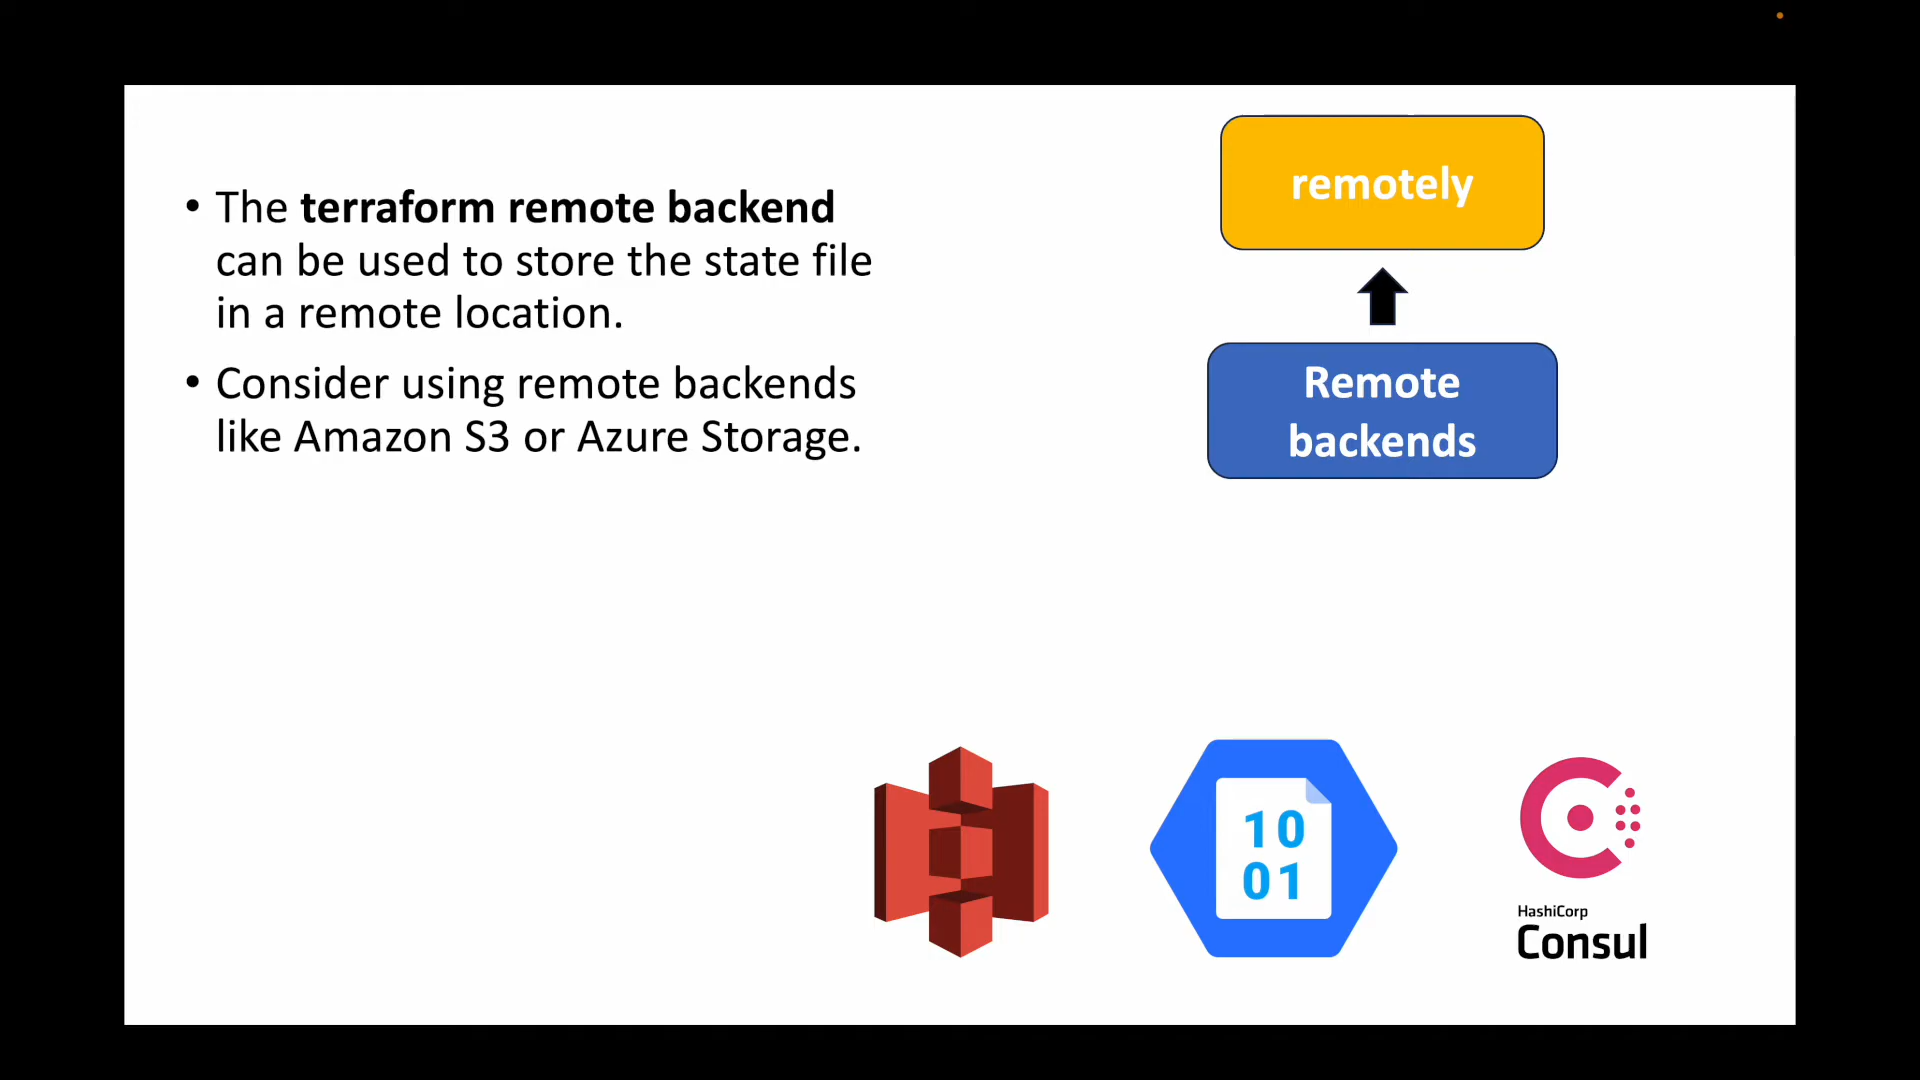 • The terraform remote backend
can be used to store the state file
in a remote location.
• Consider using remote backends
like Amazon S3 or Azure Storage.
remotely
Remote
backends
10
01
HashiCorp
Consul